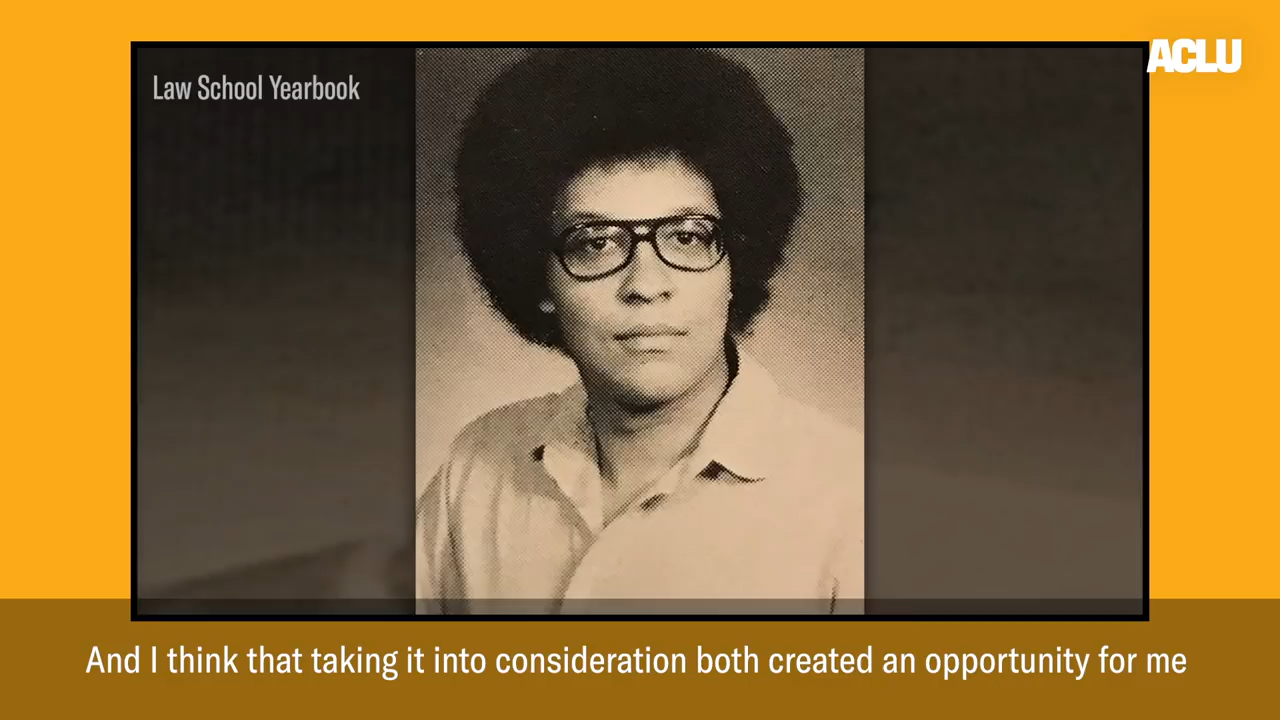 ACLU
Law School Yearbook
And I think that taking it into consideration both created an opportunity for me